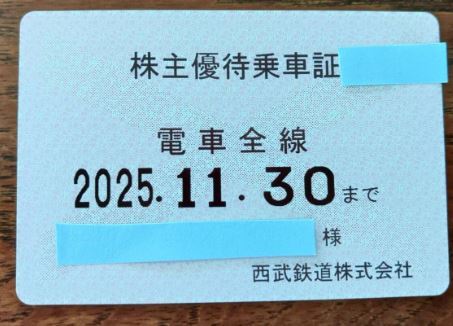 株主優待乗車証
電車全線
2025.11.30まで
様
西武鉄道株式会社